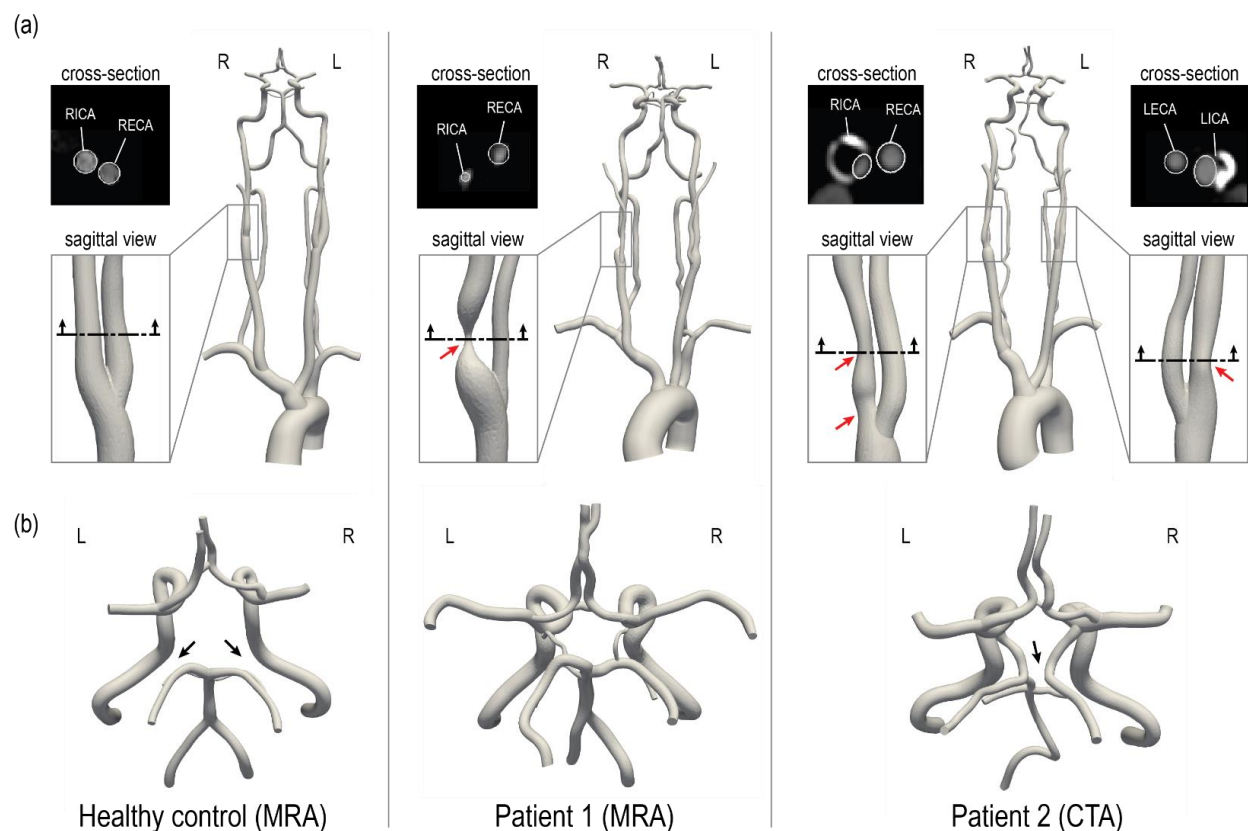 (a)
R
L
cross-section
RICA
RECA
sagittal view
R
L
cross-section
RICA
RECA
sagittal view
R
L
cross-section
RICA
RECA
cross-section
LECA
LICA
sagittal view
sagittal view
(b)
L
R
L
R
L
R
Healthy control (MRA)
Patient 1 (MRA)
Patient 2 (CTA)